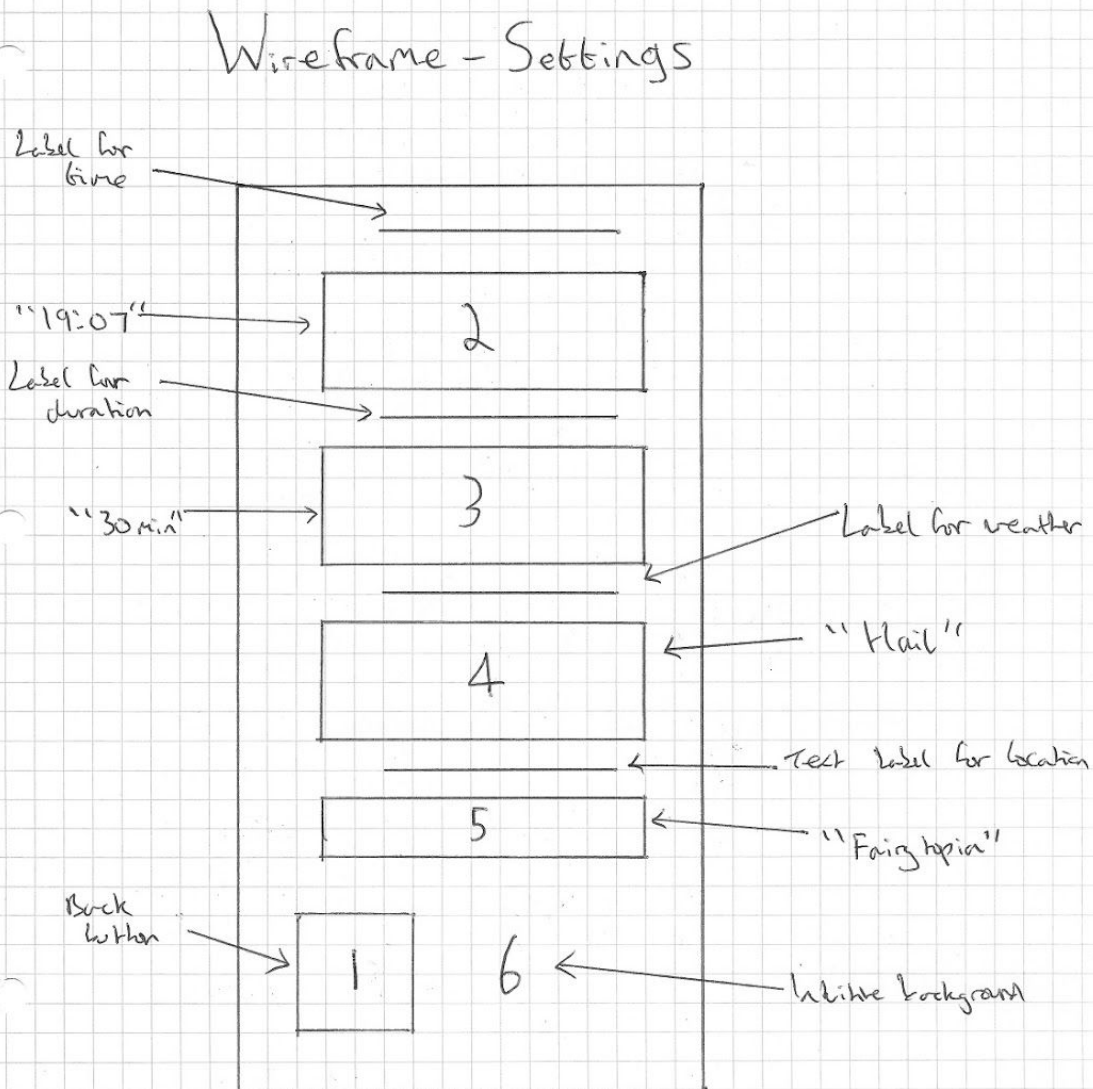 Wireframe - Settings
Label for
time
"19:07"
2
Label for
duration
"30 min"
3
Label for weather
4
"Hail"
Text Label for location
5
"Fairytopia"
Back
button
1
6
Intuitive background